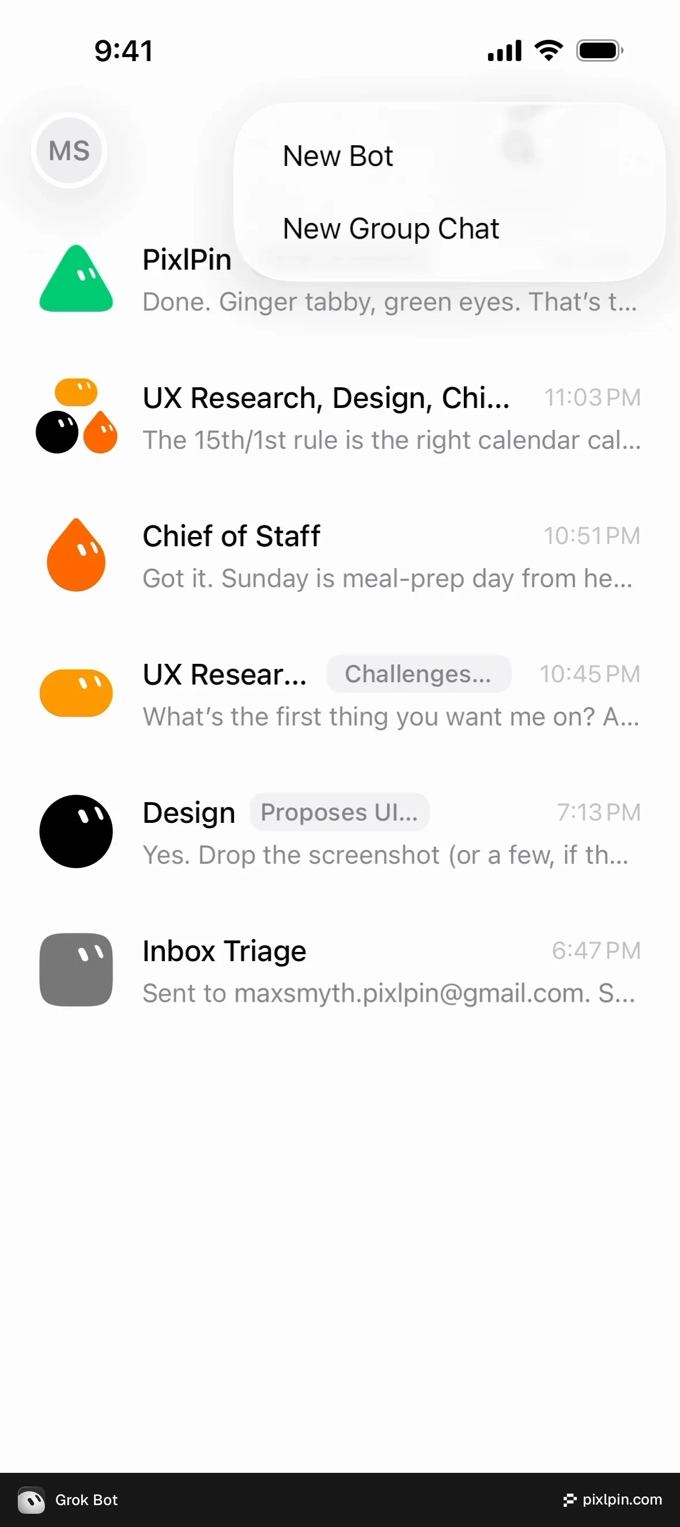 9:41
MS
New Bot
New Group Chat
PixlPin
Done. Ginger tabby, green eyes. That’s t...
UX Research, Design, Chi... 11:03 PM
The 15th/1st rule is the right calendar cal...
Chief of Staff 10:51 PM
Got it. Sunday is meal-prep day from he...
UX Resear... Challenges... 10:45 PM
What’s the first thing you want me on? A...
Design Proposes UI... 7:13 PM
Yes. Drop the screenshot (or a few, if th...
Inbox Triage 6:47 PM
Sent to maxsmyth.pixlpin@gmail.com. S...
Grok Bot pixlpin.com